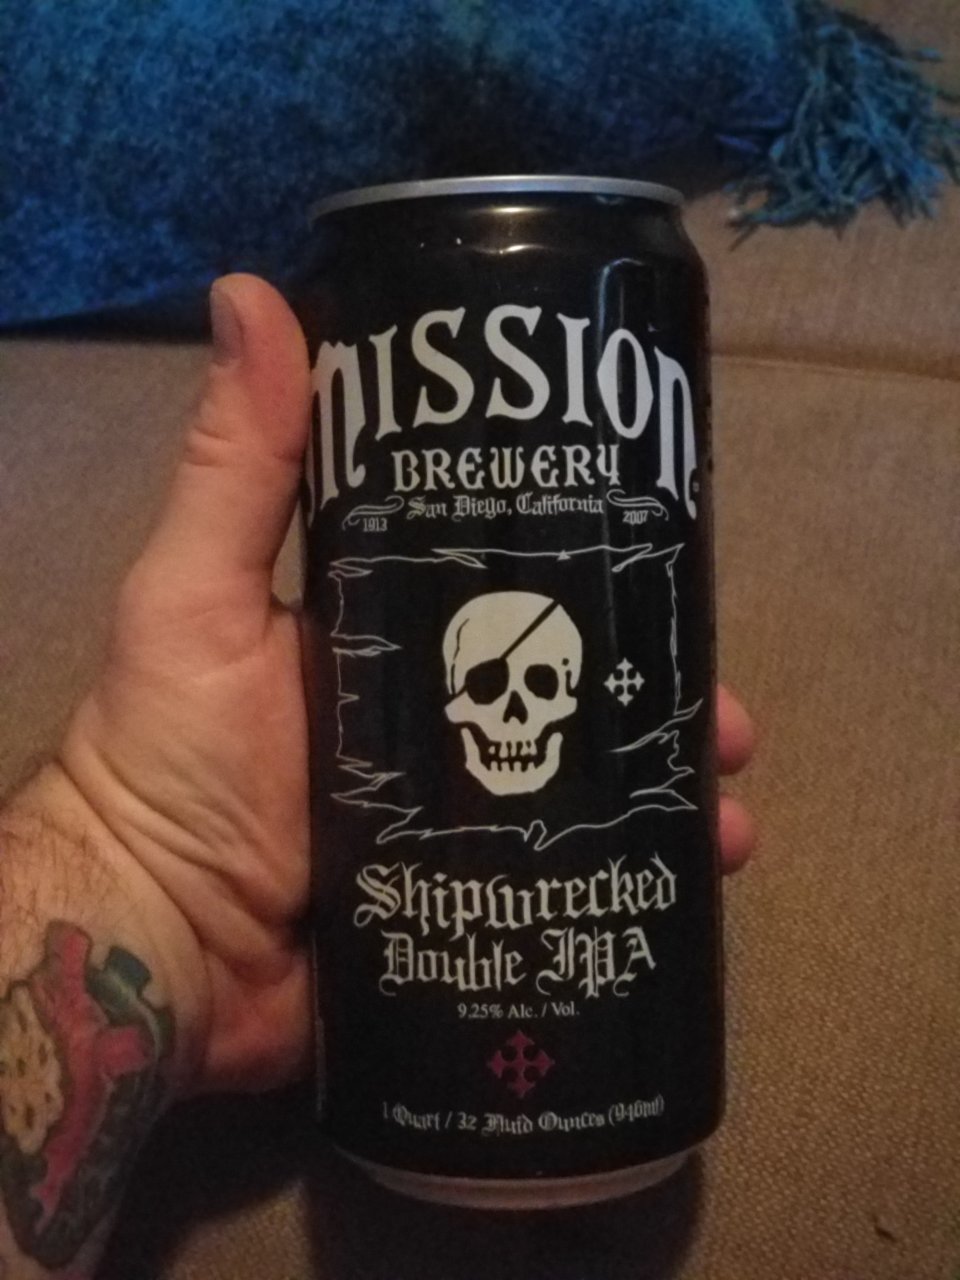 MISSION
BREWERY
San Diego, California
1913 2007
Shipwrecked
Double IPA
9.25% Alc. / Vol.
1 Quart / 32 Fluid Ounces (946ml)